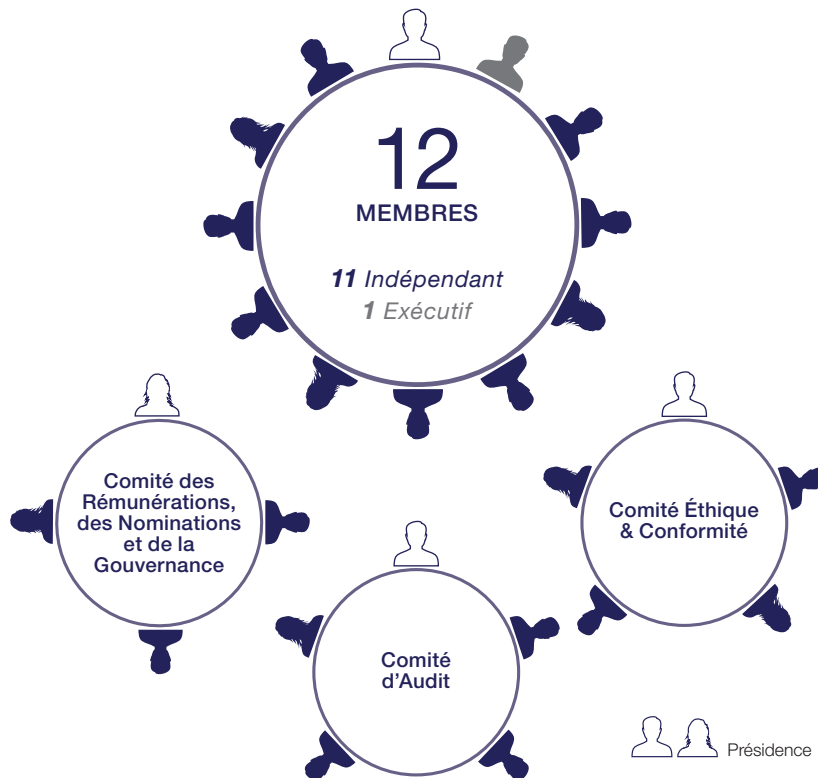 12
MEMBRES
11 Indépendant
1 Exécutif
Comité des
Rémunérations,
des Nominations
et de la
Gouvernance
Comité Éthique
& Conformité
Comité
d'Audit
Présidence